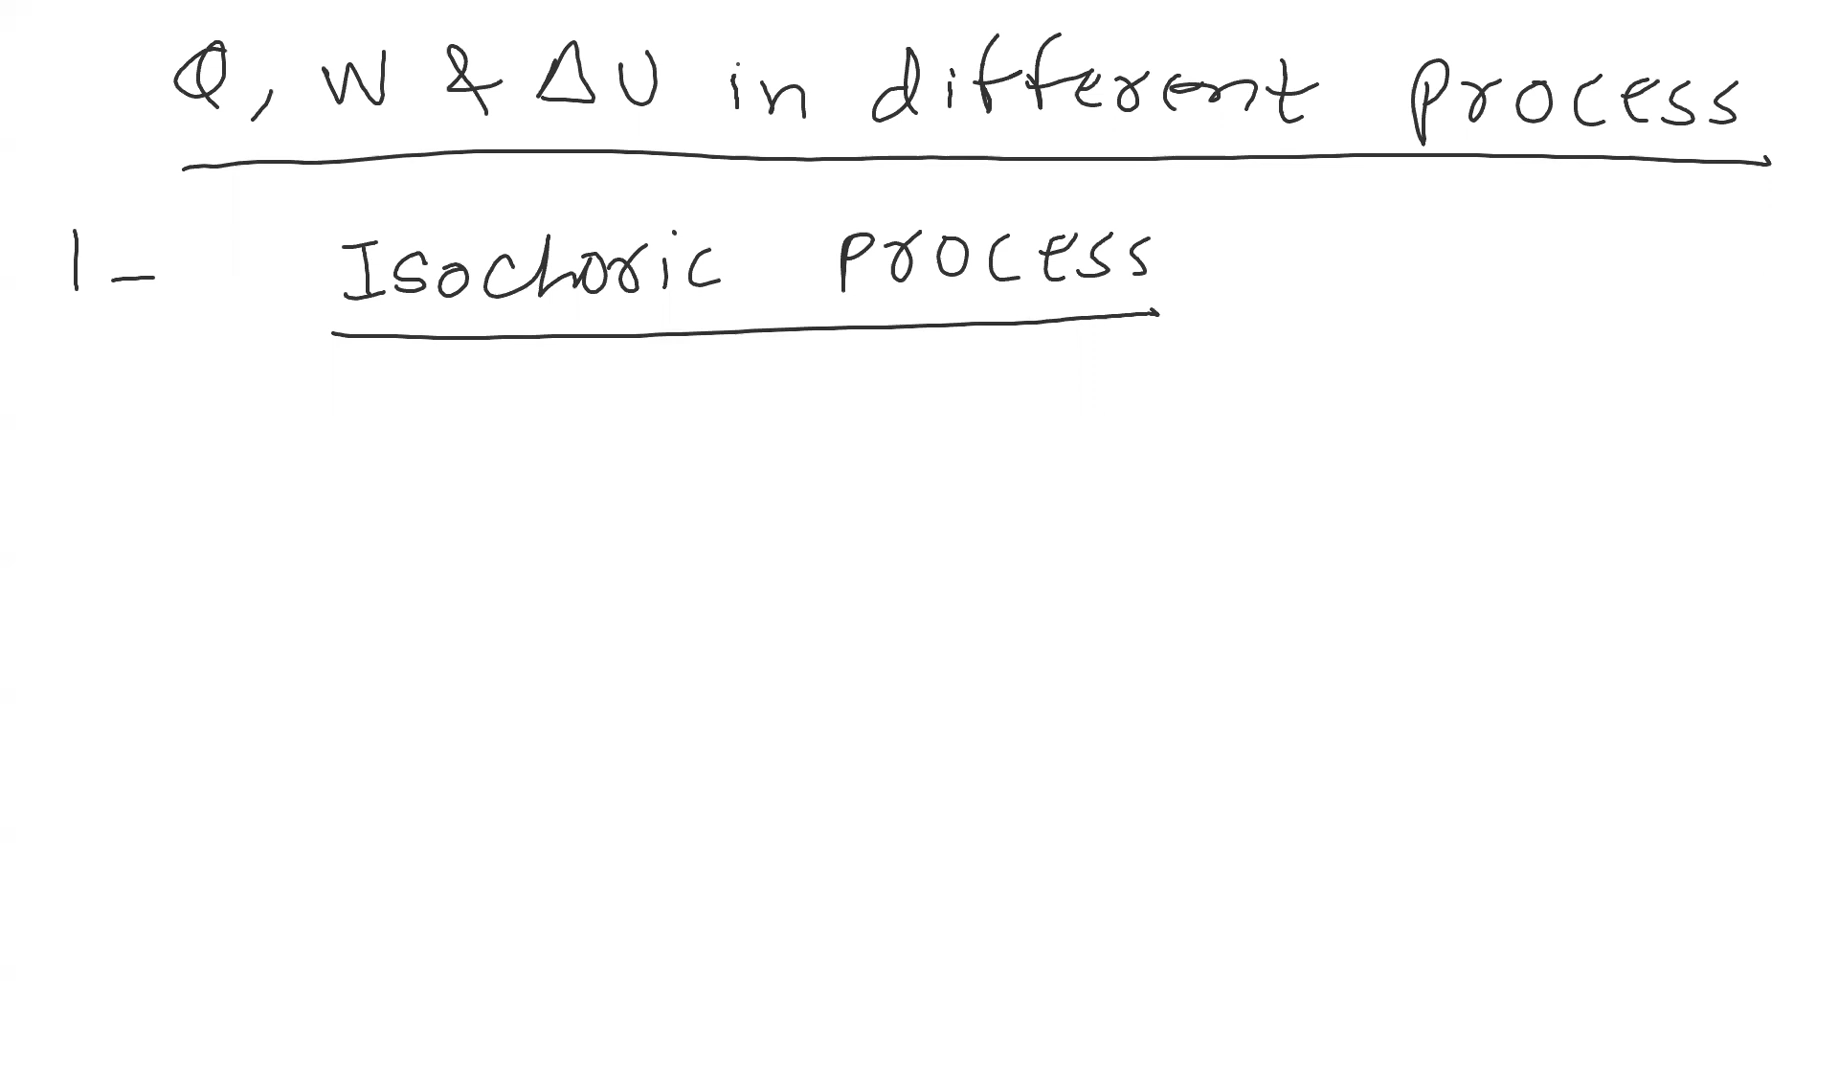 Q, W & ΔU in different process
1- Isochoric process